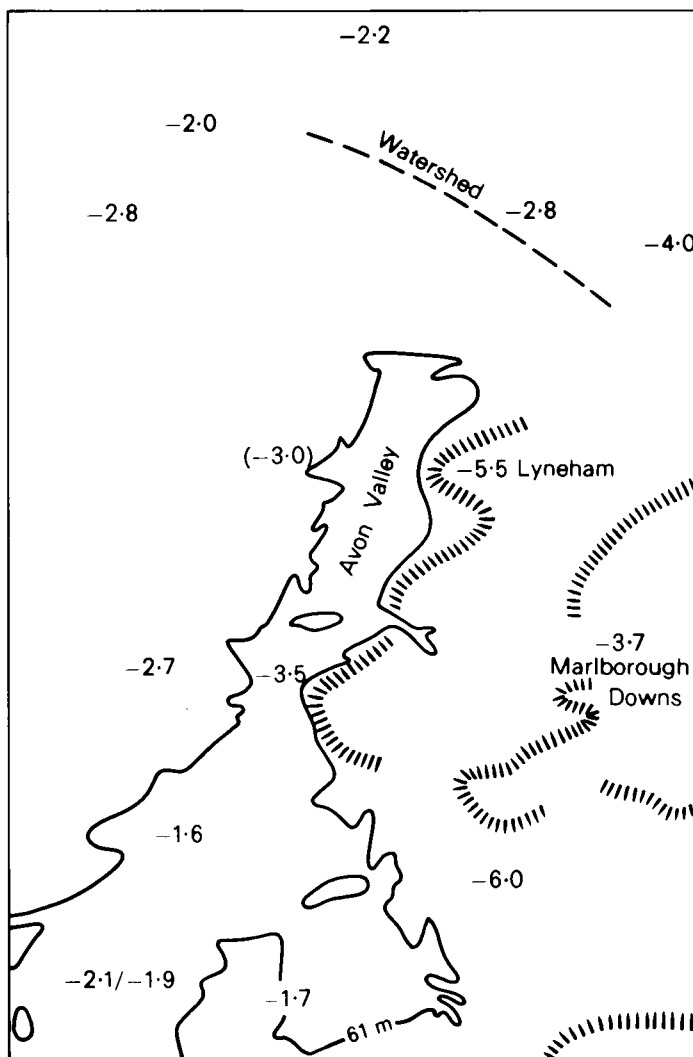 −2·2
−2·0
Watershed
−2·8
−2·8
−4·0
(−3·0)
Avon Valley
−5·5 Lyneham
−3·7
Marlborough
Downs
−2·7
−3·5
−1·6
−6·0
−2·1/−1·9
−1·7
61 m